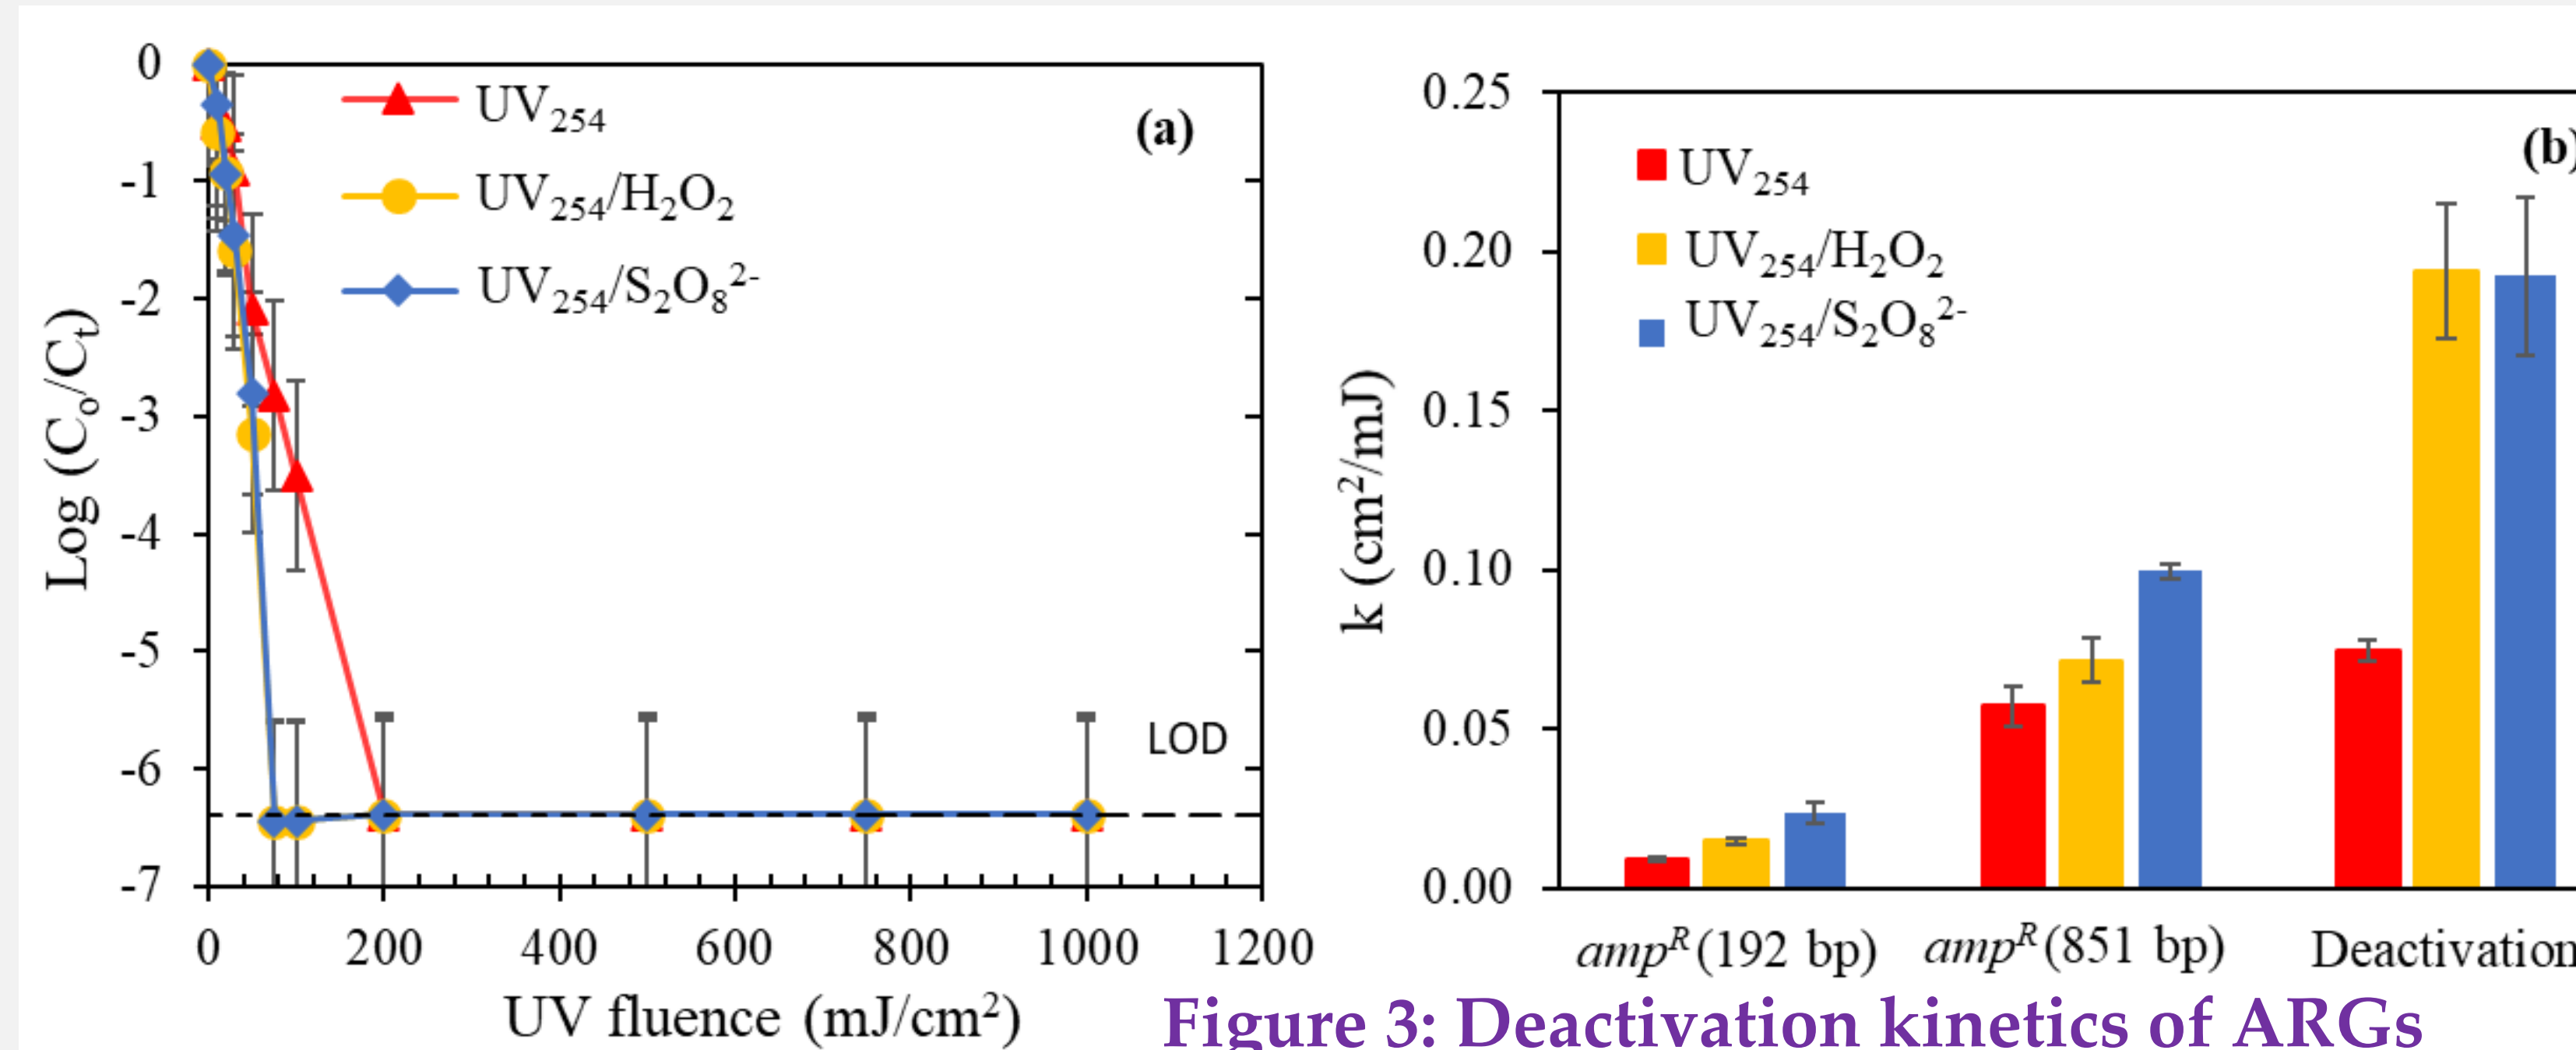 0
-1
-2
-3
-4
-5
-6
-7
Log (Cₒ/Cₜ)
UV₂₅₄
UV₂₅₄/H₂O₂
UV₂₅₄/S₂O₈²⁻
(a)
LOD
0 200 400 600 800 1000 1200
UV fluence (mJ/cm²)
0.25
0.20
0.15
0.10
0.05
0.00
k (cm²/mJ)
UV₂₅₄
UV₂₅₄/H₂O₂
UV₂₅₄/S₂O₈²⁻
(b)
ampᴿ (192 bp) ampᴿ (851 bp) Deactivation
Figure 3: Deactivation kinetics of ARGs